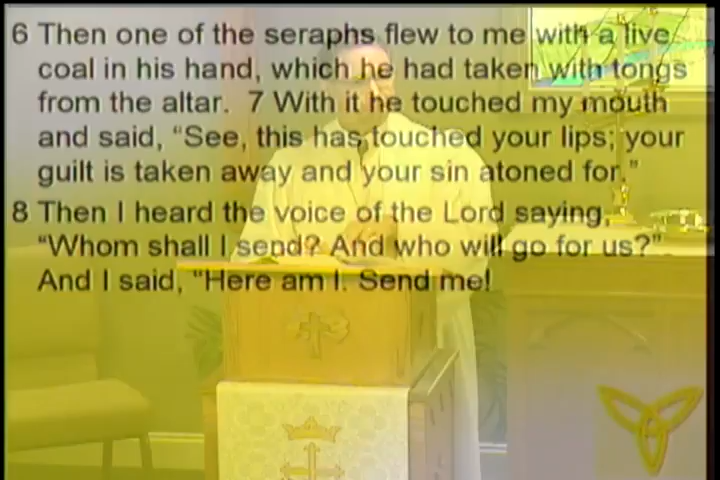 6 Then one of the seraphs flew to me with a live
coal in his hand, which he had taken with tongs
from the altar. 7 With it he touched my mouth
and said, “See, this has touched your lips; your
guilt is taken away and your sin atoned for.”
8 Then I heard the voice of the Lord saying,
“Whom shall I send? And who will go for us?”
And I said, “Here am I. Send me!